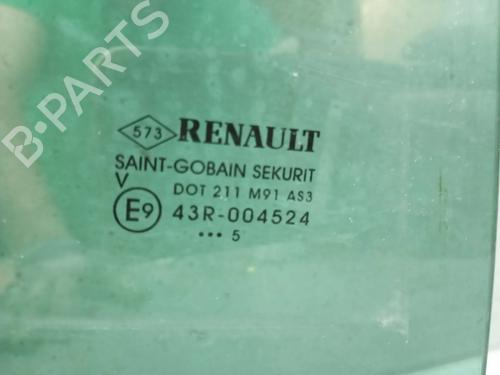 573 RENAULT
SAINT-GOBAIN SEKURIT
V
DOT 211 M91 AS3
E9 43R-004524
••• 5
B-PARTS